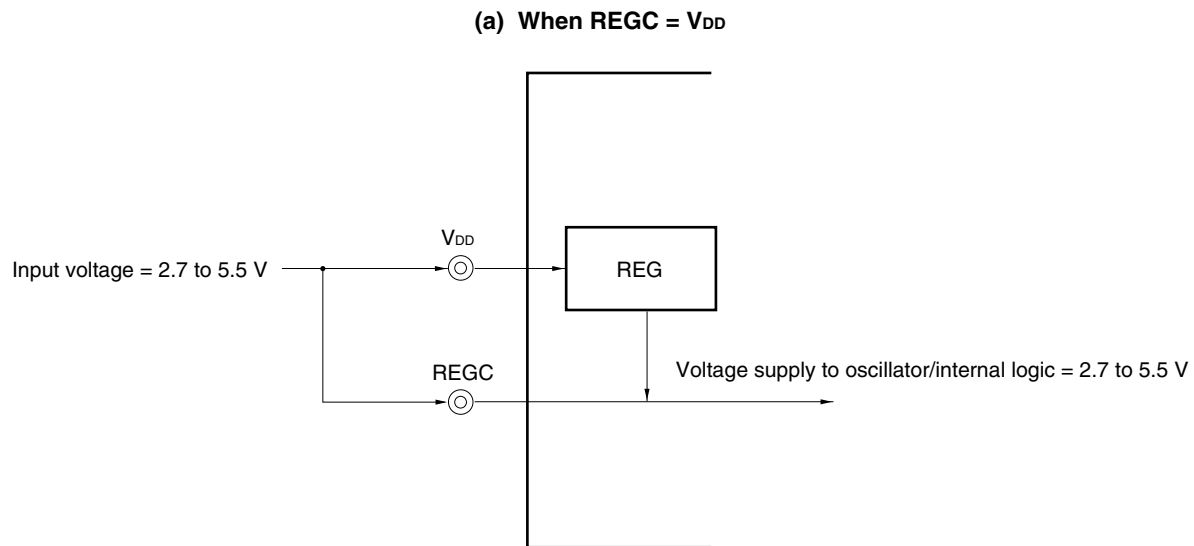 (a) When REGC = VDD
VDD
Input voltage = 2.7 to 5.5 V
REG
REGC
Voltage supply to oscillator/internal logic = 2.7 to 5.5 V